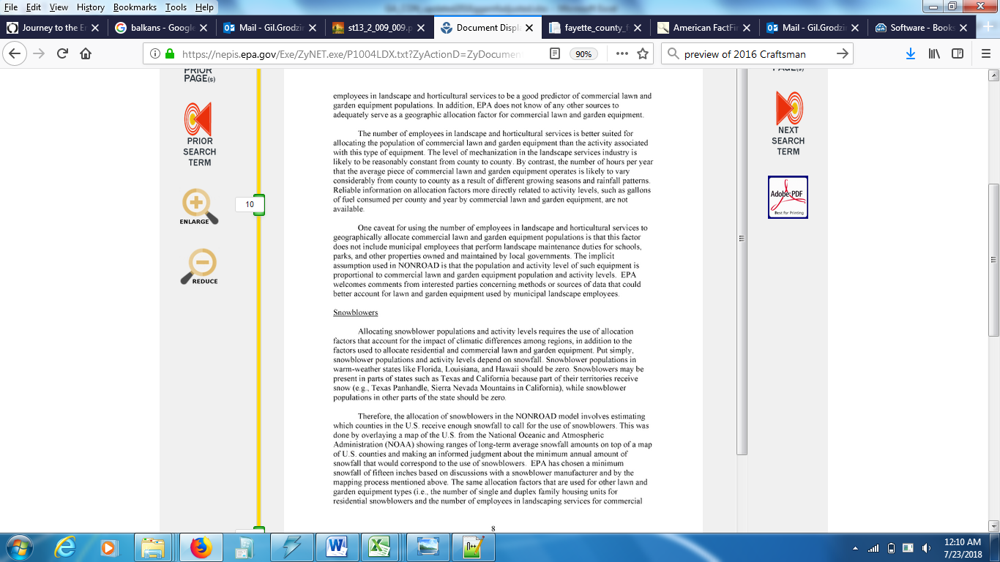 File Edit View History Bookmarks Tools Help
Journey to the E
balkans - Google
Mail - Gil.Grodzin
st13_2_009_009.p
Document Displa
fayette_county_f
American FactFin
Mail - Gil.Grodzin
Software - Books
https://nepis.epa.gov/Exe/ZyNET.exe/P1004LDX.txt?ZyActionD=ZyDocumen
90%
preview of 2016 Craftsman
PRIOR
PAGE(s)
PRIOR
SEARCH
TERM
ENLARGE
REDUCE
10
employees in landscape and horticultural services to be a good predictor of commercial lawn and
garden equipment populations. In addition, EPA does not know of any other sources to
adequately serve as a geographic allocation factor for commercial lawn and garden equipment.
The number of employees in landscape and horticultural services is better suited for
allocating the population of commercial lawn and garden equipment than the activity associated
with this type of equipment. The level of mechanization in the landscape services industry is
likely to be reasonably constant from county to county. By contrast, the number of hours per year
that the average piece of commercial lawn and garden equipment operates is likely to vary
considerably from county to county as a result of different growing seasons and rainfall patterns.
Reliable information on allocation factors more directly related to activity levels, such as gallons
of fuel consumed per county and year by commercial lawn and garden equipment, are not
available.
One caveat for using the number of employees in landscape and horticultural services to
geographically allocate commercial lawn and garden equipment populations is that this factor
does not include municipal employees that perform landscape maintenance duties for schools,
parks, and other properties owned and maintained by local governments. The implicit
assumption used in NONROAD is that the population and activity level of such equipment is
proportional to commercial lawn and garden equipment population and activity levels. EPA
welcomes comments from interested parties concerning methods or sources of data that could
better account for lawn and garden equipment used by municipal landscape employees.
Snowblowers
Allocating snowblower populations and activity levels requires the use of allocation
factors that account for the impact of climatic differences among regions, in addition to the
factors used to allocate residential and commercial lawn and garden equipment. Put simply,
snowblower populations and activity levels depend on snowfall. Snowblower populations in
warm-weather states like Florida, Louisiana, and Hawaii should be zero. Snowblowers may be
present in parts of states such as Texas and California because part of their territories receive
snow (e.g., Texas Panhandle, Sierra Nevada Mountains in California), while snowblower
populations in other parts of the state should be zero.
Therefore, the allocation of snowblowers in the NONROAD model involves estimating
which counties in the U.S. receive enough snowfall to call for the use of snowblowers. This was
done by overlaying a map of the U.S. from the National Oceanic and Atmospheric
Administration (NOAA) showing ranges of long-term average snowfall amounts on top of a map
of U.S. counties and making an informed judgment about the minimum annual amount of
snowfall that would correspond to the use of snowblowers. EPA has chosen a minimum
snowfall of fifteen inches based on discussions with a snowblower manufacturer and by the
mapping process mentioned above. The same allocation factors that are used for other lawn and
garden equipment types (i.e., the number of single and duplex family housing units for
residential snowblowers and the number of employees in landscaping services for commercial
8
PAGE(s)
NEXT
SEARCH
TERM
Adobe PDF
Best for Printing
12:10 AM
7/23/2018